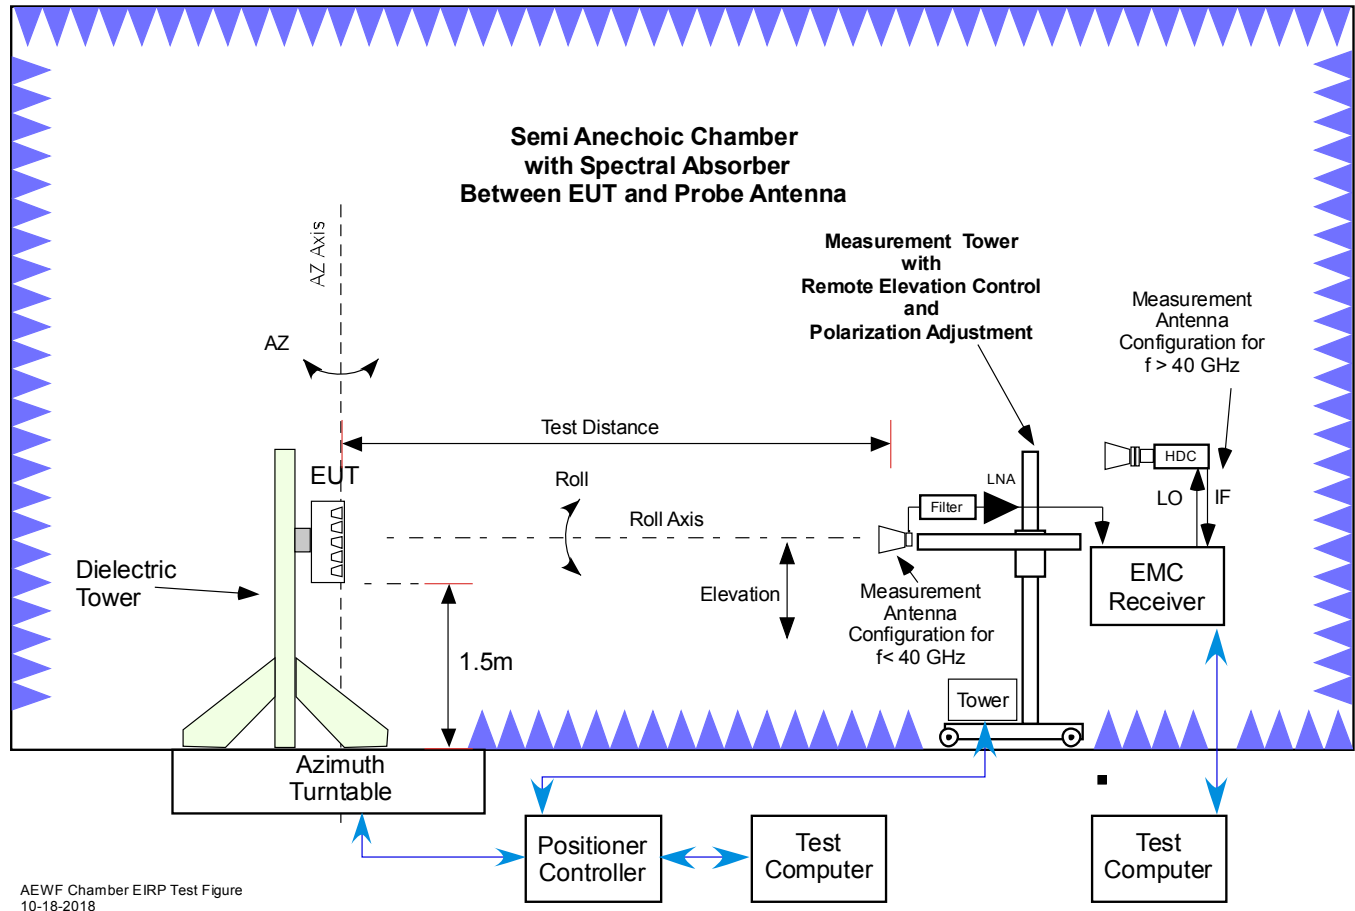 Semi Anechoic Chamber
with Spectral Absorber
Between EUT and Probe Antenna
AZ Axis
Measurement Tower
with
Remote Elevation Control
and
Polarization Adjustment
Measurement
Antenna
Configuration for
f > 40 GHz
AZ
Test Distance
EUT
Roll
Roll Axis
LNA
Filter
HDC
LO
IF
Dielectric
Tower
Elevation
Measurement
Antenna
Configuration for
f< 40 GHz
EMC
Receiver
1.5m
Tower
Azimuth
Turntable
Positioner
Controller
Test
Computer
Test
Computer
AEWF Chamber EIRP Test Figure
10-18-2018